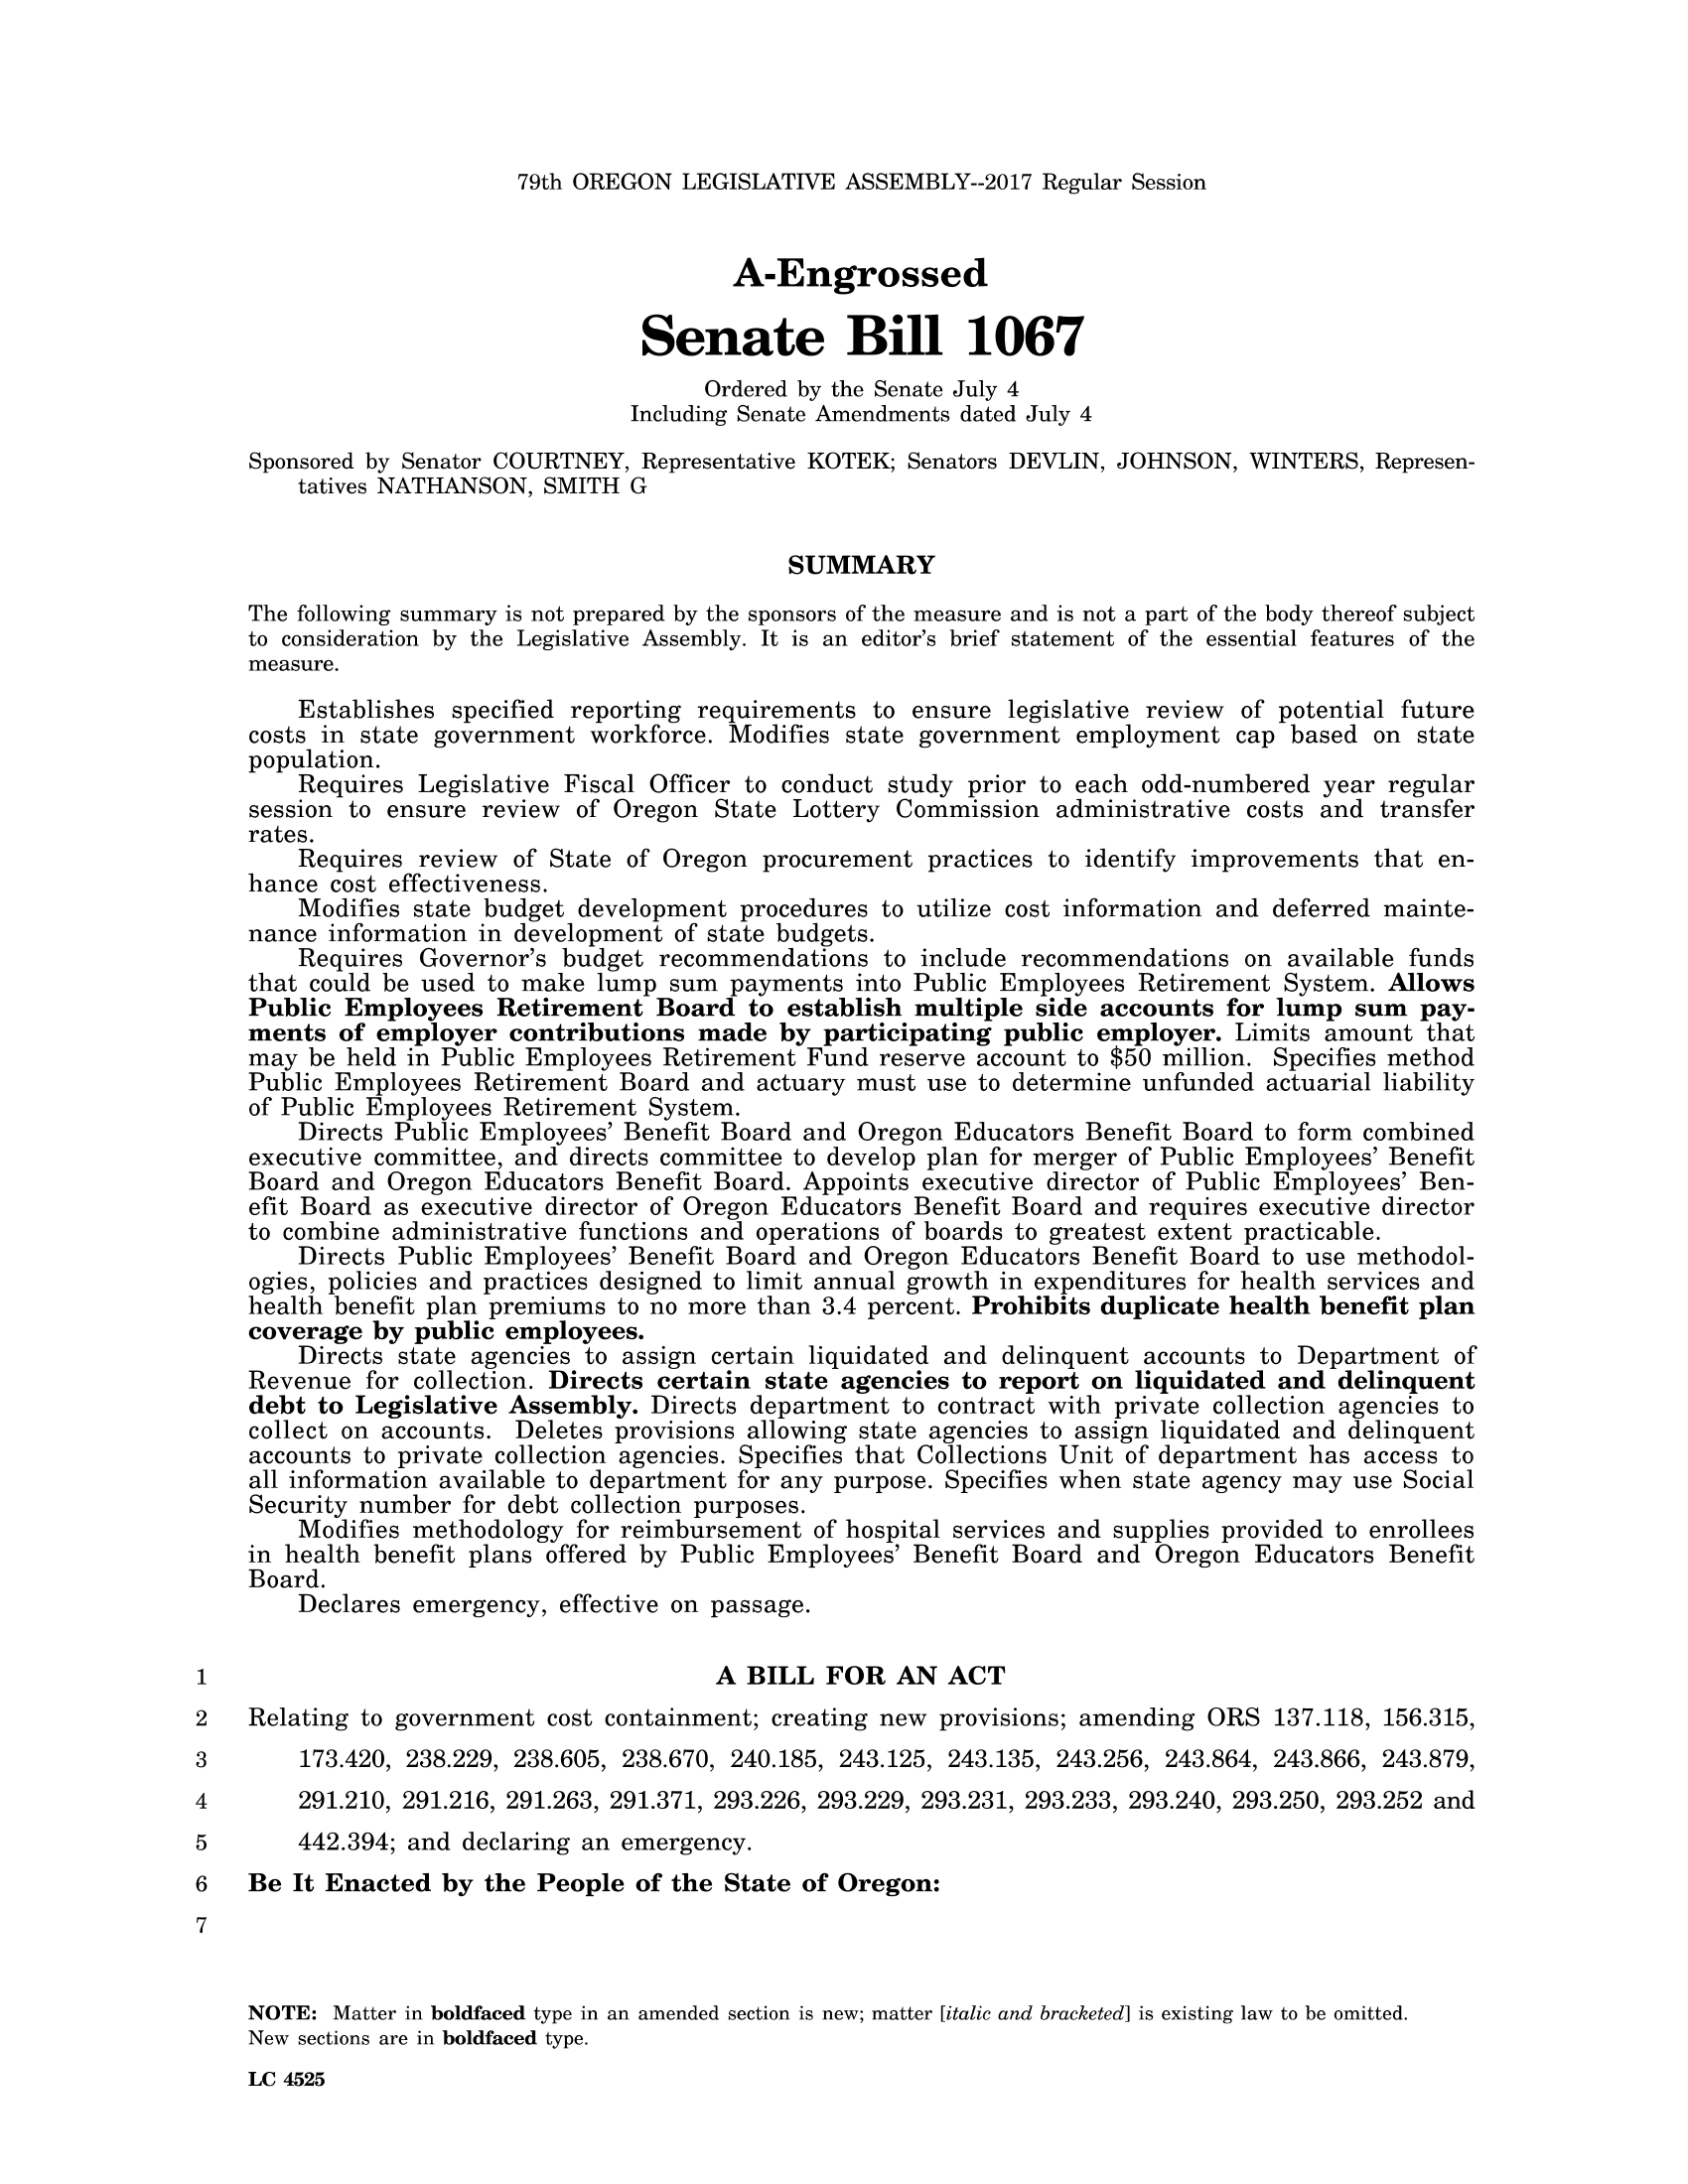 79th OREGON LEGISLATIVE ASSEMBLY--2017 Regular Session
A-Engrossed
Senate Bill 1067
Ordered by the Senate July 4
Including Senate Amendments dated July 4
Sponsored by Senator COURTNEY, Representative KOTEK; Senators DEVLIN, JOHNSON, WINTERS, Represen-
tatives NATHANSON, SMITH G
SUMMARY
The following summary is not prepared by the sponsors of the measure and is not a part of the body thereof subject
to consideration by the Legislative Assembly. It is an editor’s brief statement of the essential features of the
measure.
Establishes specified reporting requirements to ensure legislative review of potential future
costs in state government workforce. Modifies state government employment cap based on state
population.
Requires Legislative Fiscal Officer to conduct study prior to each odd-numbered year regular
session to ensure review of Oregon State Lottery Commission administrative costs and transfer
rates.
Requires review of State of Oregon procurement practices to identify improvements that en-
hance cost effectiveness.
Modifies state budget development procedures to utilize cost information and deferred mainte-
nance information in development of state budgets.
Requires Governor’s budget recommendations to include recommendations on available funds
that could be used to make lump sum payments into Public Employees Retirement System. Allows
Public Employees Retirement Board to establish multiple side accounts for lump sum pay-
ments of employer contributions made by participating public employer. Limits amount that
may be held in Public Employees Retirement Fund reserve account to $50 million. Specifies method
Public Employees Retirement Board and actuary must use to determine unfunded actuarial liability
of Public Employees Retirement System.
Directs Public Employees’ Benefit Board and Oregon Educators Benefit Board to form combined
executive committee, and directs committee to develop plan for merger of Public Employees’ Benefit
Board and Oregon Educators Benefit Board. Appoints executive director of Public Employees’ Ben-
efit Board as executive director of Oregon Educators Benefit Board and requires executive director
to combine administrative functions and operations of boards to greatest extent practicable.
Directs Public Employees’ Benefit Board and Oregon Educators Benefit Board to use methodol-
ogies, policies and practices designed to limit annual growth in expenditures for health services and
health benefit plan premiums to no more than 3.4 percent. Prohibits duplicate health benefit plan
coverage by public employees.
Directs state agencies to assign certain liquidated and delinquent accounts to Department of
Revenue for collection. Directs certain state agencies to report on liquidated and delinquent
debt to Legislative Assembly. Directs department to contract with private collection agencies to
collect on accounts. Deletes provisions allowing state agencies to assign liquidated and delinquent
accounts to private collection agencies. Specifies that Collections Unit of department has access to
all information available to department for any purpose. Specifies when state agency may use Social
Security number for debt collection purposes.
Modifies methodology for reimbursement of hospital services and supplies provided to enrollees
in health benefit plans offered by Public Employees’ Benefit Board and Oregon Educators Benefit
Board.
Declares emergency, effective on passage.
1 A BILL FOR AN ACT
2 Relating to government cost containment; creating new provisions; amending ORS 137.118, 156.315,
3 173.420, 238.229, 238.605, 238.670, 240.185, 243.125, 243.135, 243.256, 243.864, 243.866, 243.879,
4 291.210, 291.216, 291.263, 291.371, 293.226, 293.229, 293.231, 293.233, 293.240, 293.250, 293.252 and
5 442.394; and declaring an emergency.
6 Be It Enacted by the People of the State of Oregon:
7
NOTE: Matter in boldfaced type in an amended section is new; matter [italic and bracketed] is existing law to be omitted.
New sections are in boldfaced type.
LC 4525